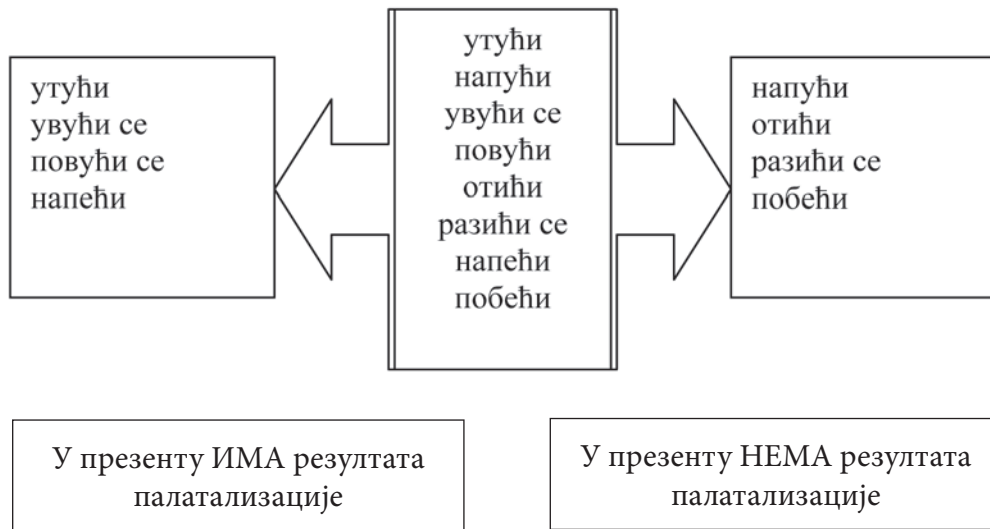 утући
увући се
повући се
напећи
утући
напући
увући се
повући
отићи
разићи се
напећи
побећи
напући
отићи
разићи се
побећи
У презенту ИМА резултата
палатализације
У презенту НЕМА резултата
палатализације